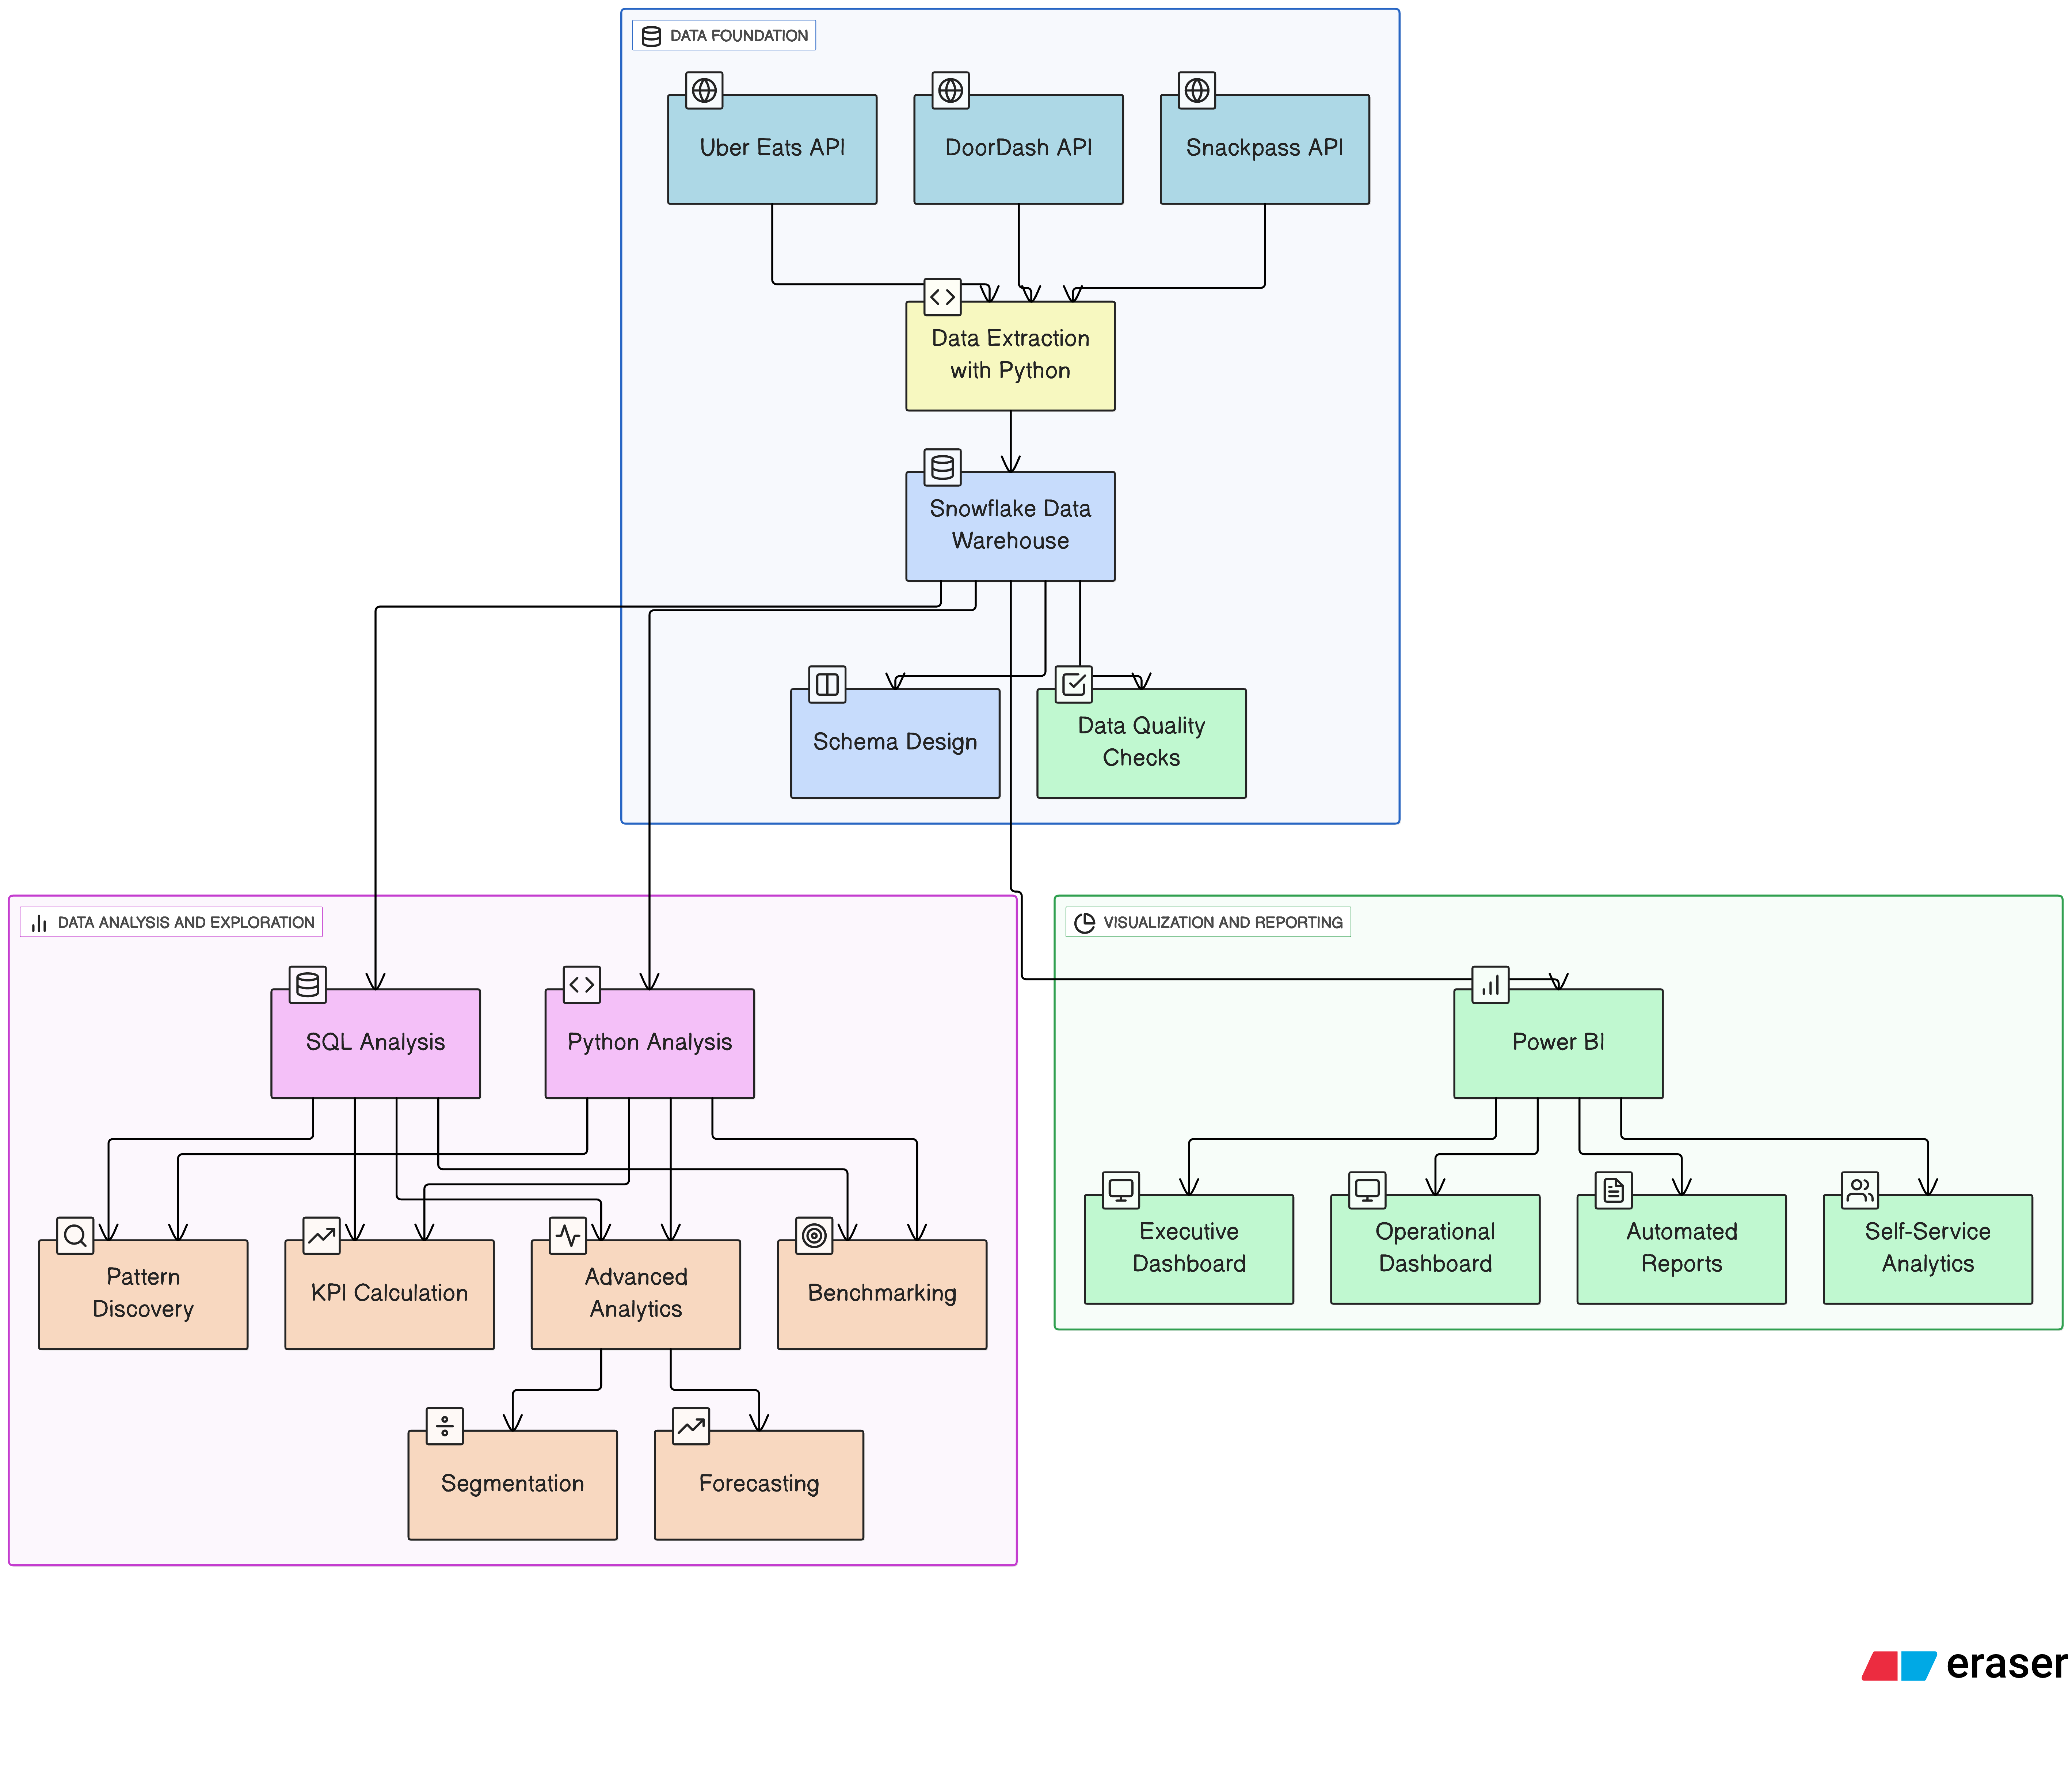 DATA FOUNDATION
Uber Eats API
DoorDash API
Snackpass API
Data Extraction
with Python
Snowflake Data
Warehouse
Schema Design
Data Quality
Checks
DATA ANALYSIS AND EXPLORATION
SQL Analysis
Python Analysis
Pattern
Discovery
KPI Calculation
Advanced
Analytics
Benchmarking
Segmentation
Forecasting
VISUALIZATION AND REPORTING
Power BI
Executive
Dashboard
Operational
Dashboard
Automated
Reports
Self-Service
Analytics
eraser